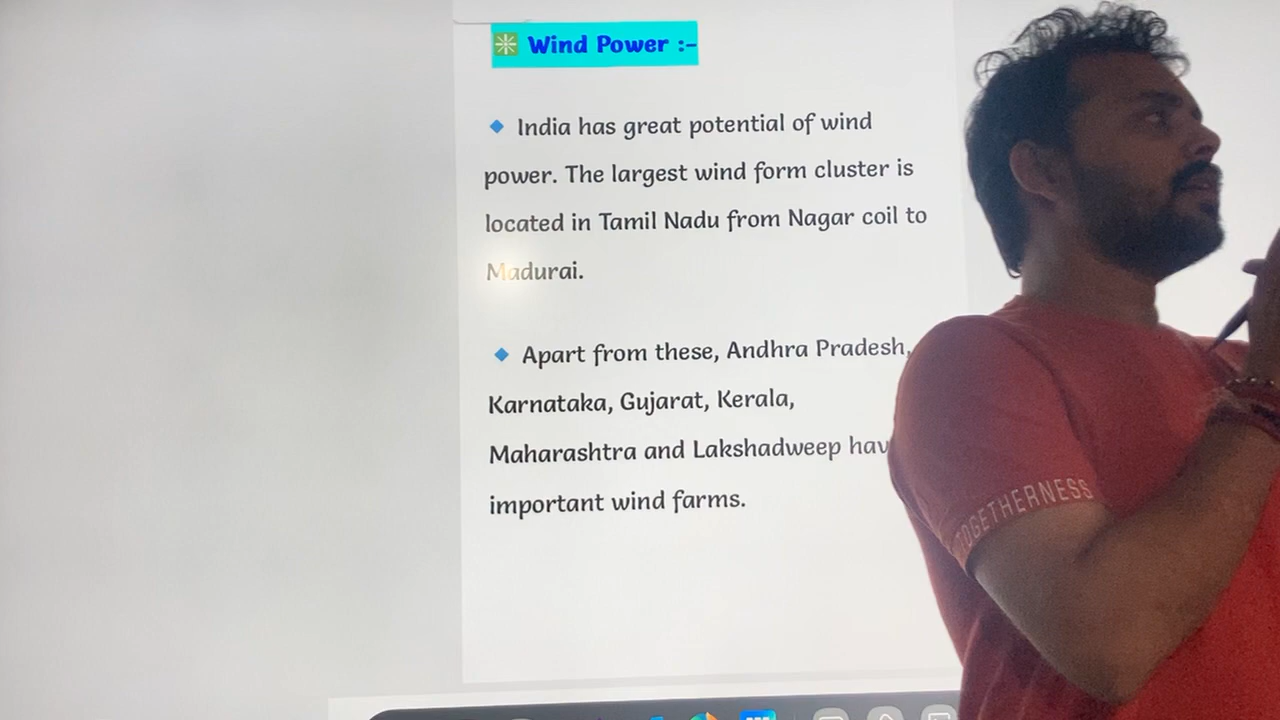 Wind Power :-
India has great potential of wind
power. The largest wind form cluster is
located in Tamil Nadu from Nagar coil to
Madurai.
Apart from these, Andhra Pradesh,
Karnataka, Gujarat, Kerala,
Maharashtra and Lakshadweep hav
important wind farms.
TOGETHERNESS